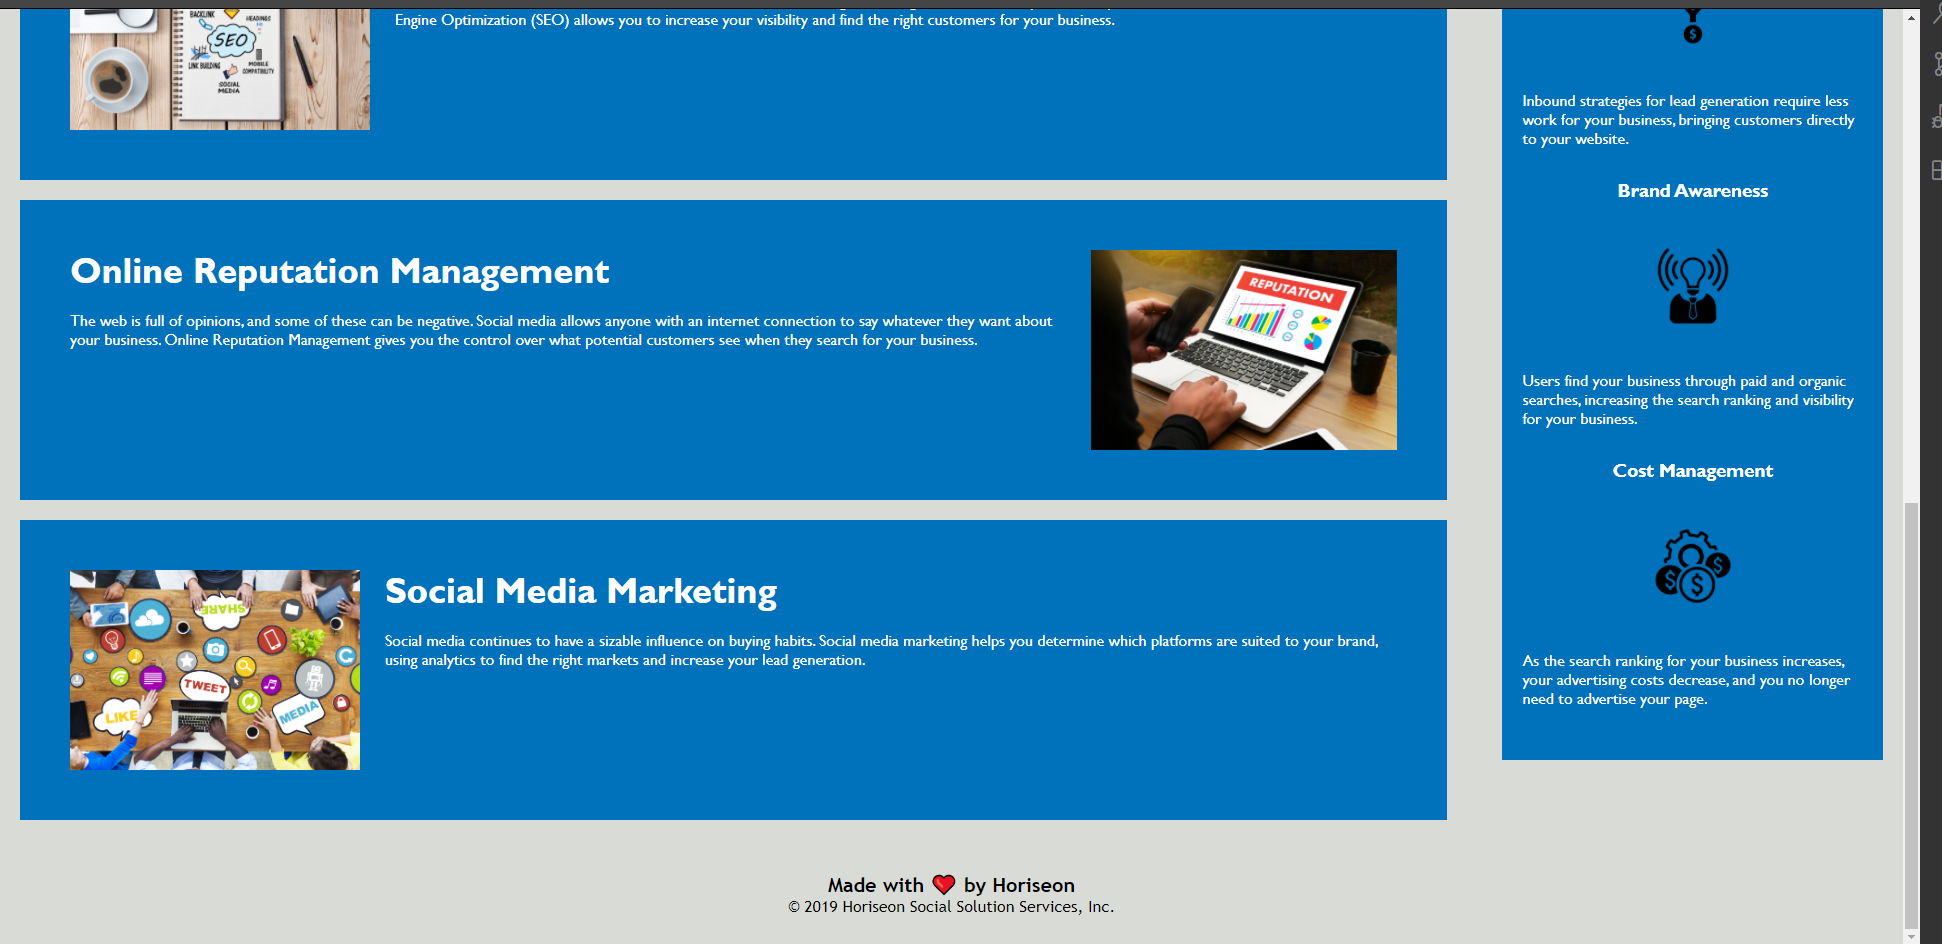 Engine Optimization (SEO) allows you to increase your visibility and find the right customers for your business.
BACKLINK
HEADINGS
SEO
LINK BUILDING
MOBILE
COMPATIBILITY
SOCIAL
MEDIA
Online Reputation Management
The web is full of opinions, and some of these can be negative. Social media allows anyone with an internet connection to say whatever they want about
your business. Online Reputation Management gives you the control over what potential customers see when they search for your business.
REPUTATION
Social Media Marketing
Social media continues to have a sizable influence on buying habits. Social media marketing helps you determine which platforms are suited to your brand,
using analytics to find the right markets and increase your lead generation.
SHARE
TWEET
LIKE
MEDIA
Inbound strategies for lead generation require less
work for your business, bringing customers directly
to your website.
Brand Awareness
Users find your business through paid and organic
searches, increasing the search ranking and visibility
for your business.
Cost Management
As the search ranking for your business increases,
your advertising costs decrease, and you no longer
need to advertise your page.
Made with ❤ by Horiseon
© 2019 Horiseon Social Solution Services, Inc.